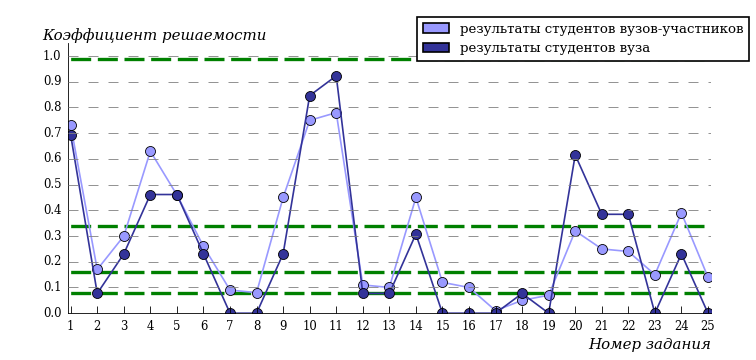 Коэффициент решаемости
результаты студентов вузов-участников
результаты студентов вуза
1.0
0.9
0.8
0.7
0.6
0.5
0.4
0.3
0.2
0.1
0.0
1 2 3 4 5 6 7 8 9 10 11 12 13 14 15 16 17 18 19 20 21 22 23 24 25
Номер задания